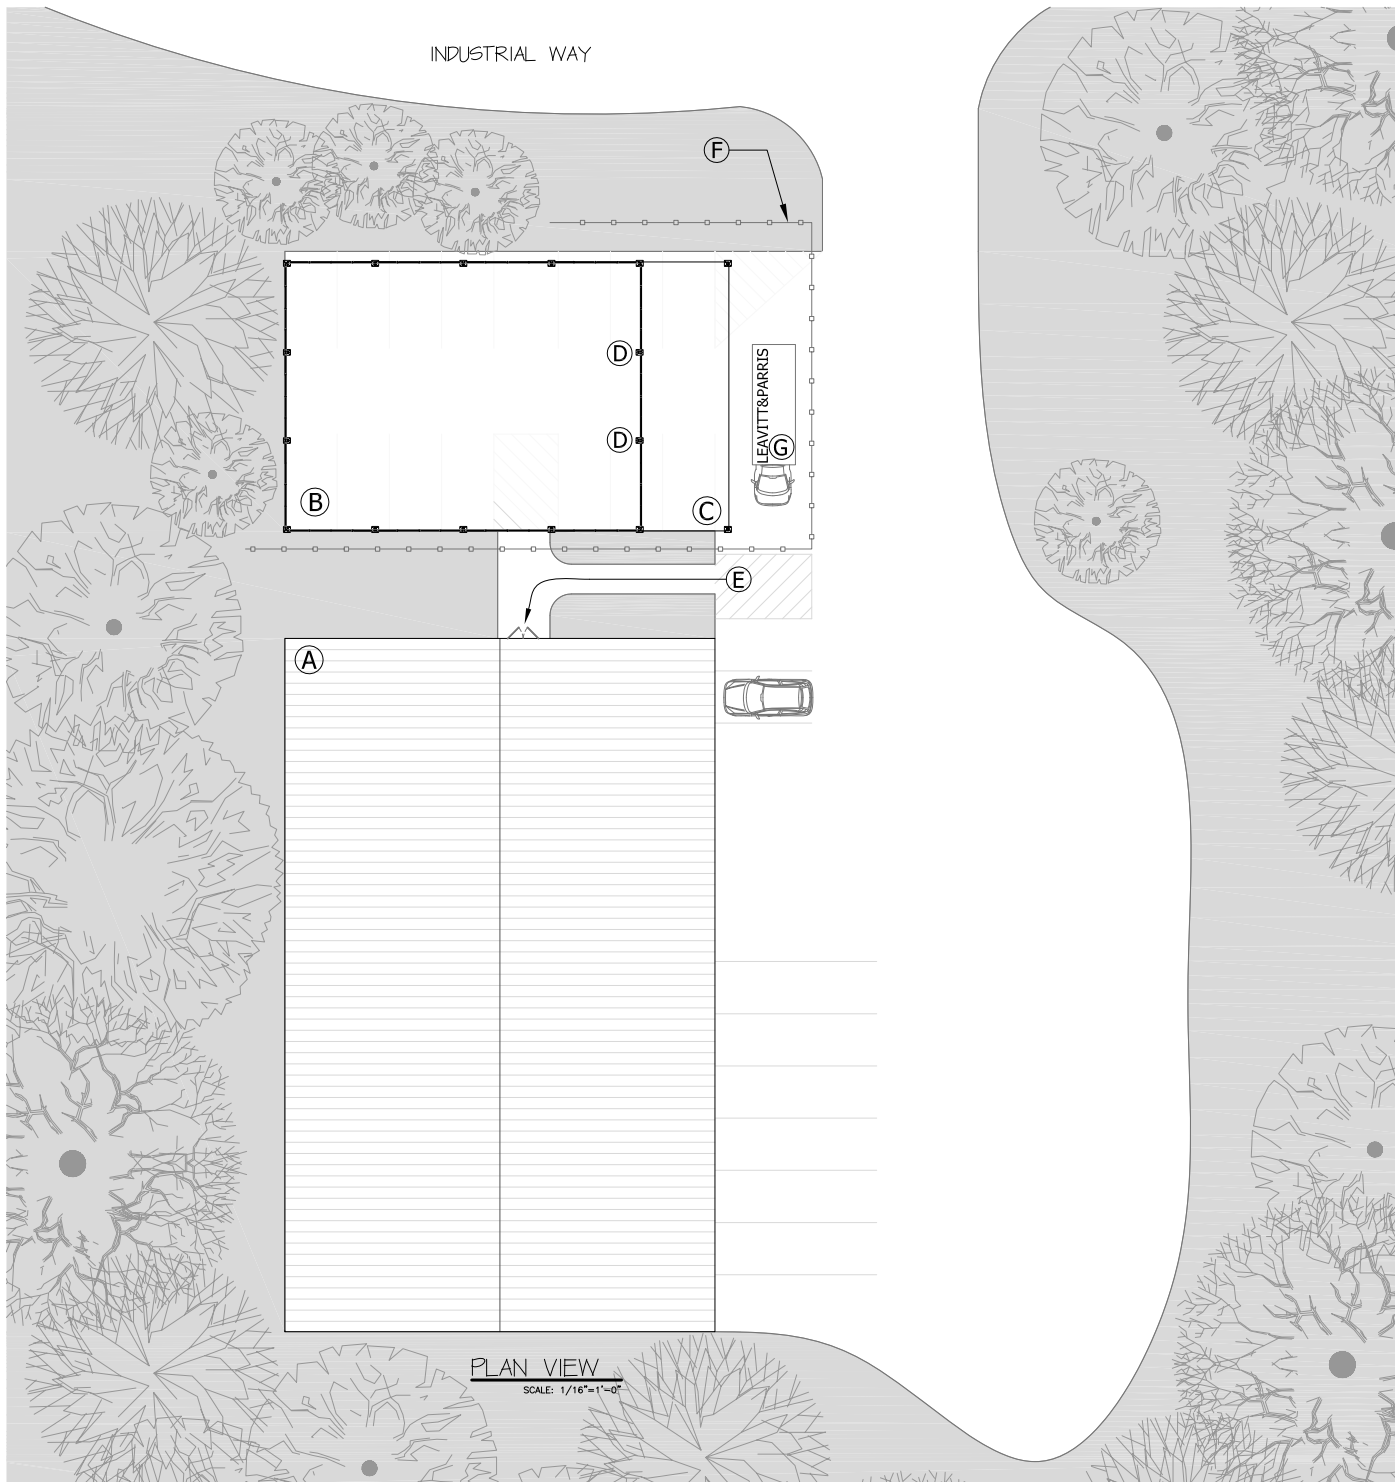 INDUSTRIAL WAY
F
D
LEAVITT&PARRIS
D
G
B
C
E
A
PLAN VIEW
SCALE: 1/16"=1'-0"